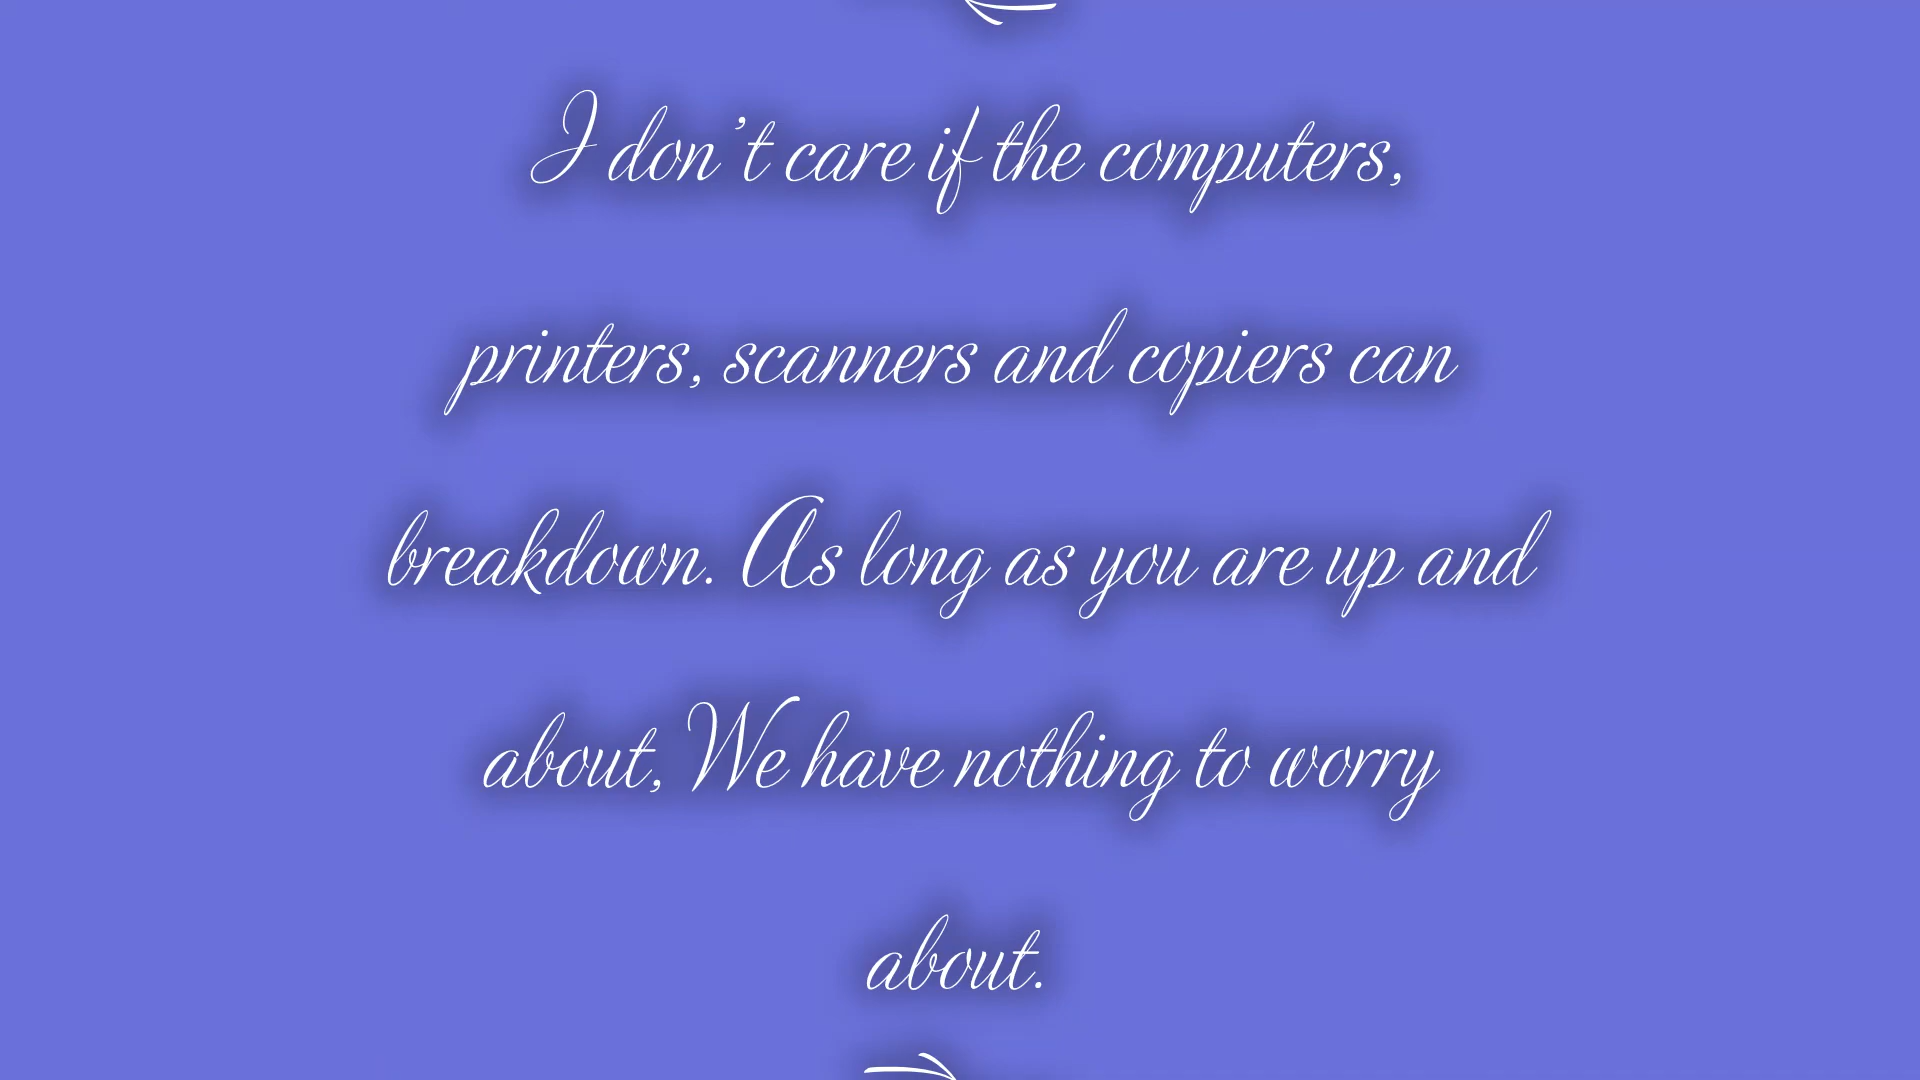 I don't care if the computers,
printers, scanners and copiers can
breakdown. As long as you are up and
about, We have nothing to worry
about.